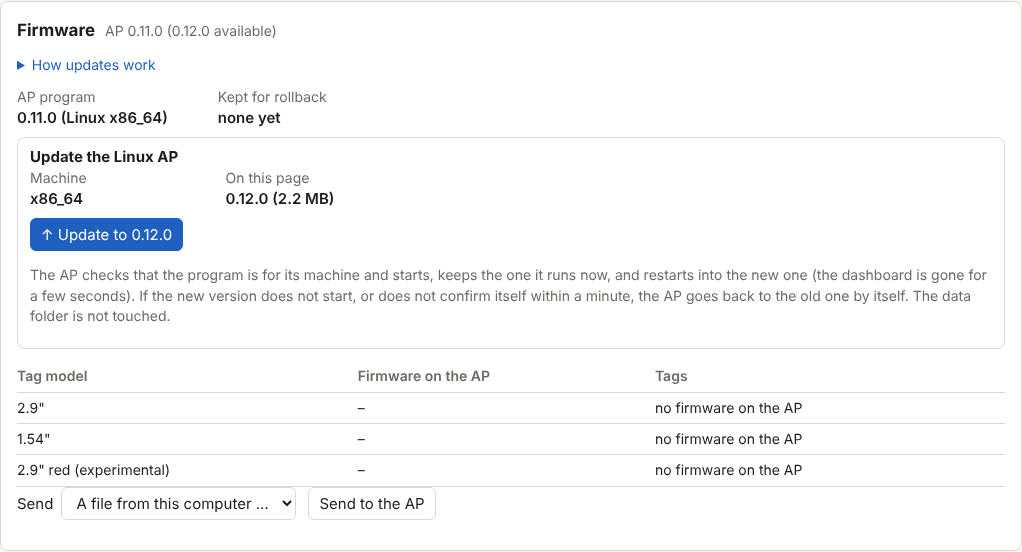 Firmware AP 0.11.0 (0.12.0 available)
▶ How updates work
AP program Kept for rollback
0.11.0 (Linux x86_64) none yet
Update the Linux AP
Machine On this page
x86_64 0.12.0 (2.2 MB)
↑ Update to 0.12.0
The AP checks that the program is for its machine and starts, keeps the one it runs now, and restarts into the new one (the dashboard is gone for
a few seconds). If the new version does not start, or does not confirm itself within a minute, the AP goes back to the old one by itself. The data
folder is not touched.
Tag model Firmware on the AP Tags
2.9" – no firmware on the AP
1.54" – no firmware on the AP
2.9" red (experimental) – no firmware on the AP
Send A file from this computer ... Send to the AP